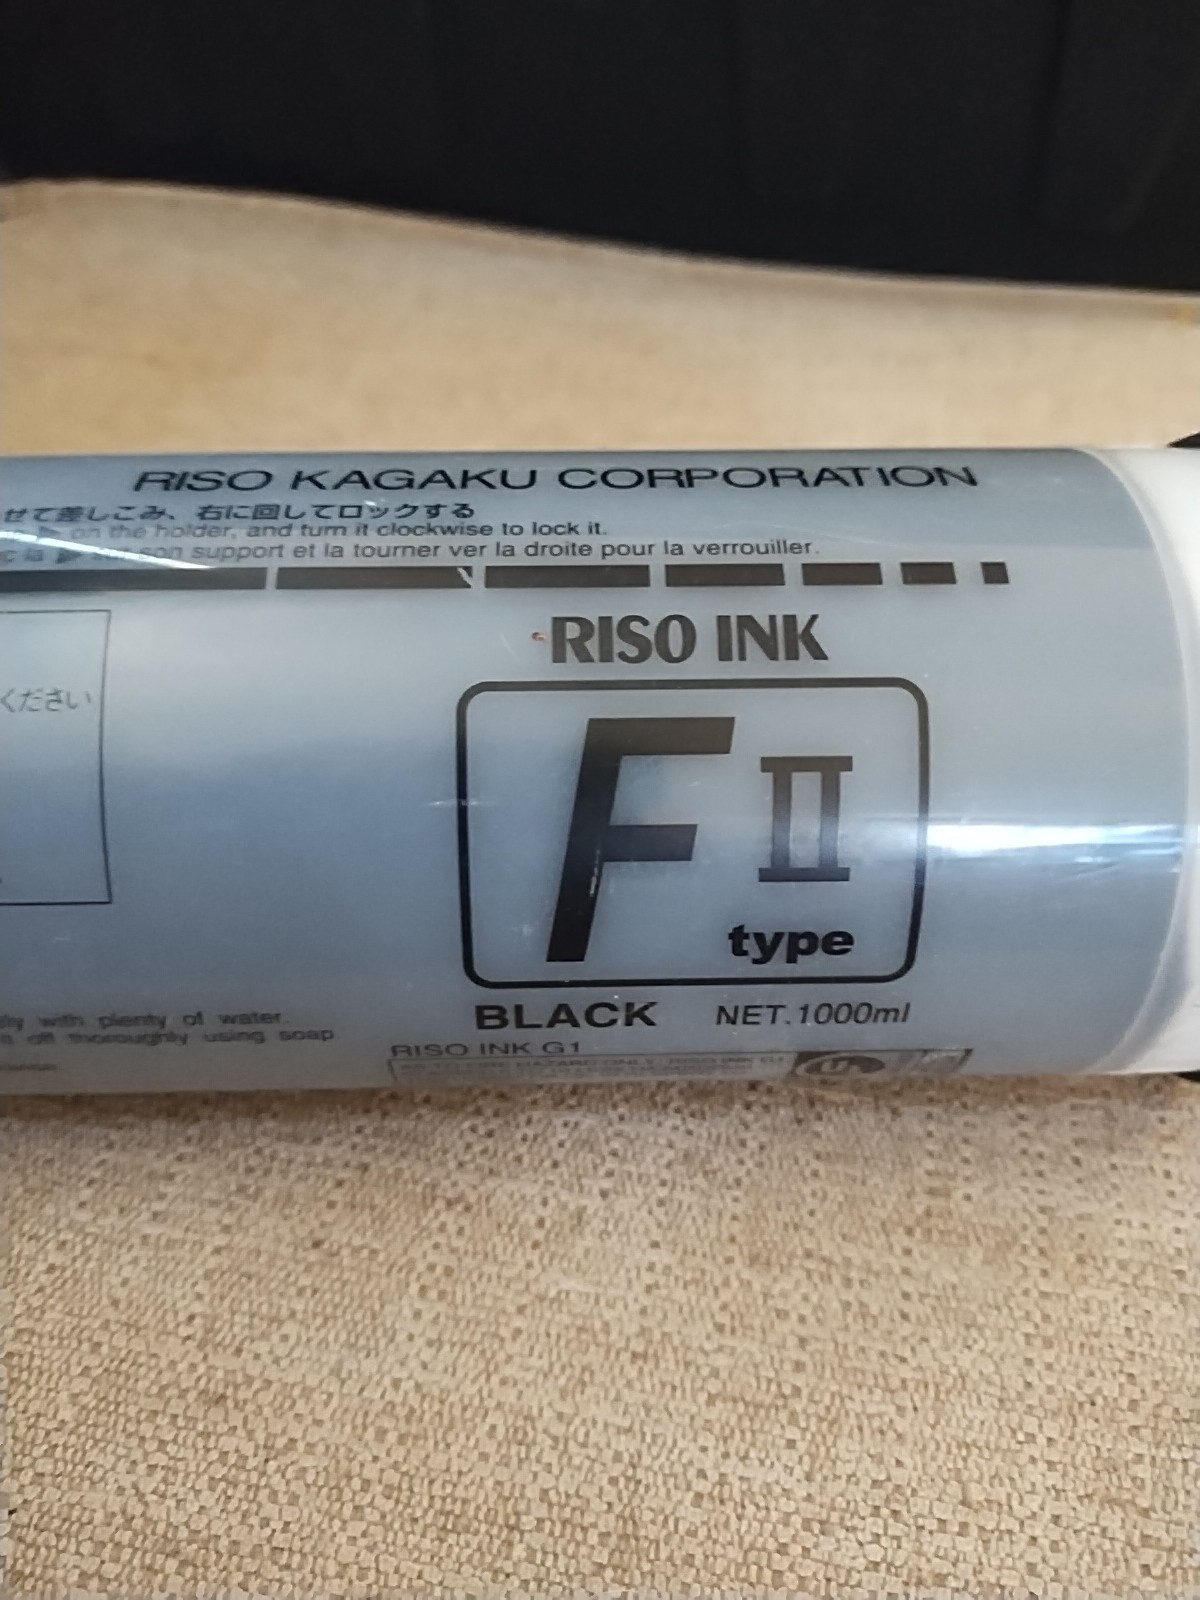 RISO KAGAKU CORPORATION
せて差しこみ、右に回してロックする
on the holder, and turn it clockwise to lock it.
son support et la tourner ver la droite pour la verrouiller.
RISO INK
ください
F II
type
BLACK NET.1000ml
with plenty of water.
off thoroughly using soap
RISO INK G1